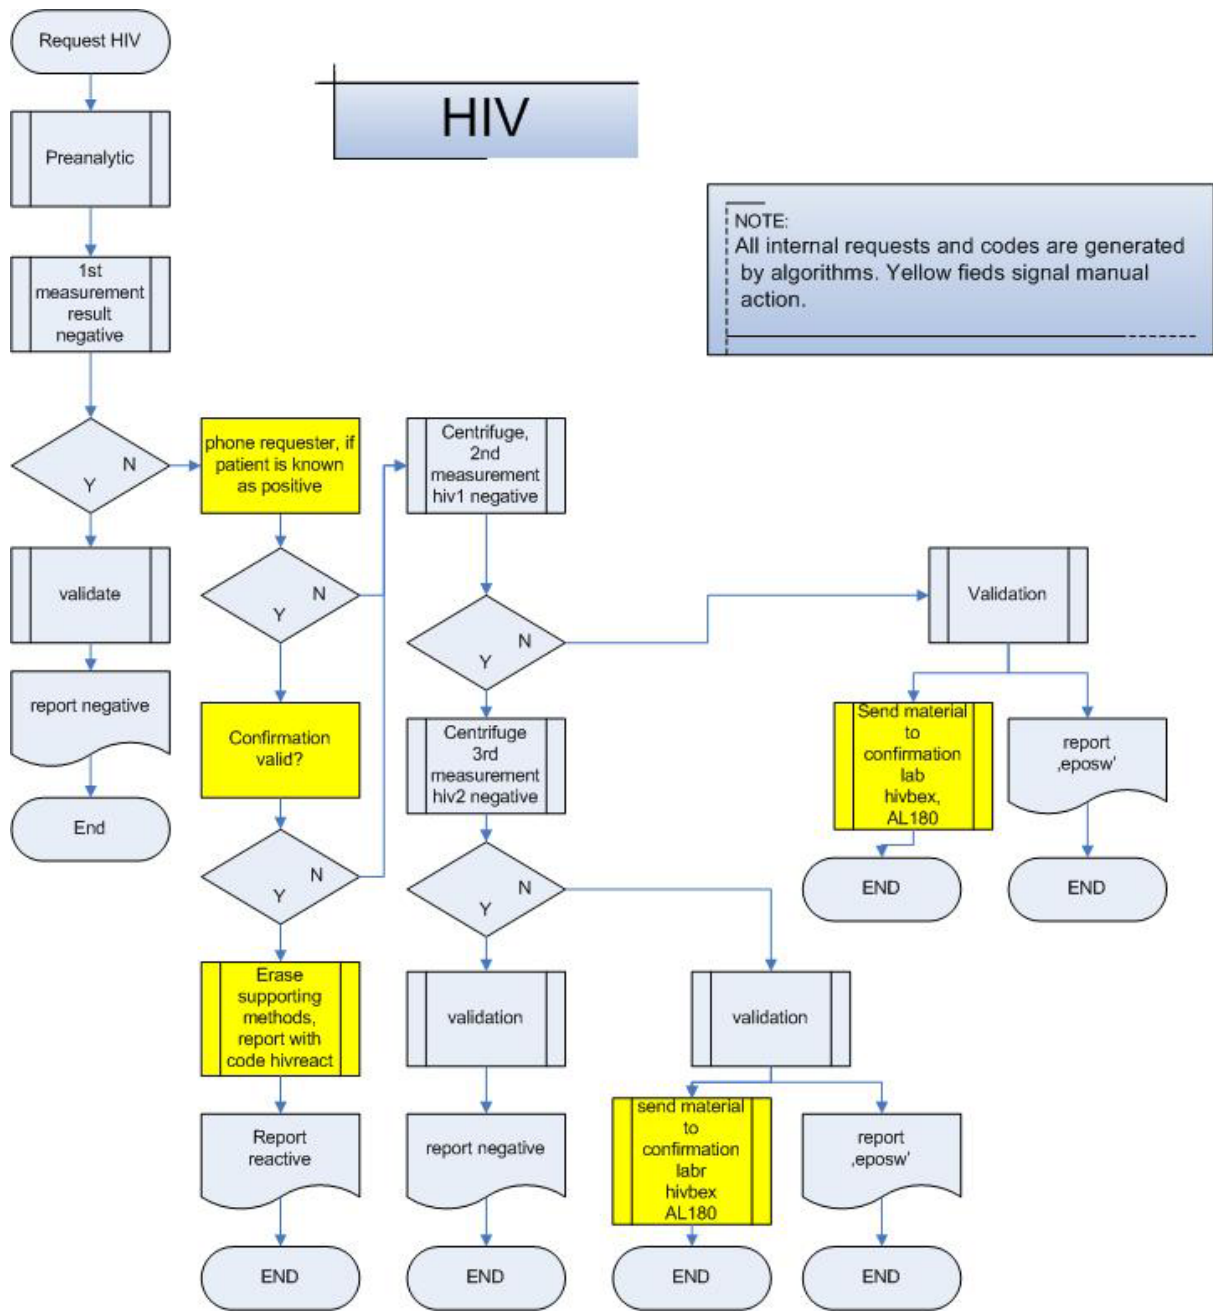 Request HIV
HIV
Preanalytic
NOTE:
All internal requests and codes are generated
by algorithms. Yellow fieds signal manual
action.
1st
measurement
result
negative
N
Y
phone requester, if
patient is known
as positive
Centrifuge,
2nd
measurement
hiv1 negative
validate
N
Y
N
Y
Validation
report negative
Confirmation
valid?
Centrifuge
3rd
measurement
hiv2 negative
Send material
to
confirmation
lab
hivbex,
AL180
report
‚eposw'
End
N
Y
N
Y
END
END
Erase
supporting
methods,
report with
code hivreact
validation
validation
Report
reactive
report negative
send material
to
confirmation
labr
hivbex
AL180
report
‚eposw'
END
END
END
END